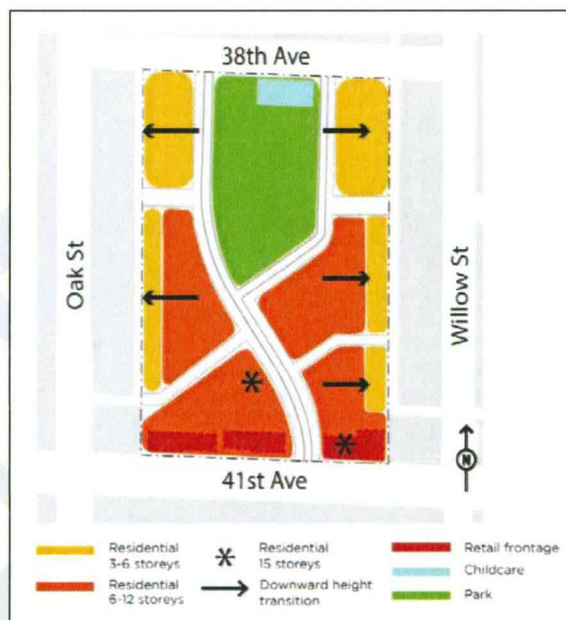 38th Ave
Oak St
Willow St
N
41st Ave
Residential
3-6 storeys
Residential
6-12 storeys
Residential
15 storeys
Downward height
transition
Retail frontage
Childcare
Park